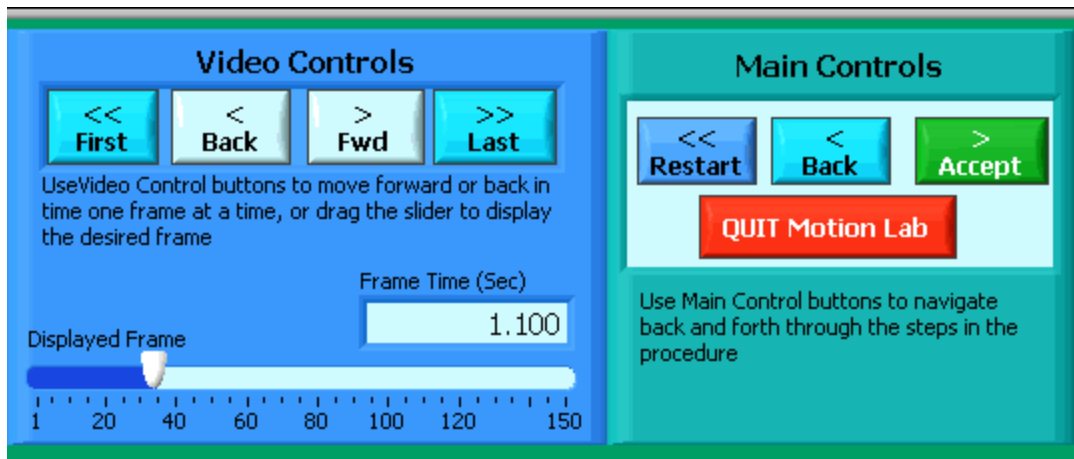 Video Controls
<<
First
<
Back
>
Fwd
>>
Last
UseVideo Control buttons to move forward or back in
time one frame at a time, or drag the slider to display
the desired frame
Frame Time (Sec)
1.100
Displayed Frame
1 20 40 60 80 100 120 150
Main Controls
<<
Restart
<
Back
>
Accept
QUIT Motion Lab
Use Main Control buttons to navigate
back and forth through the steps in the
procedure